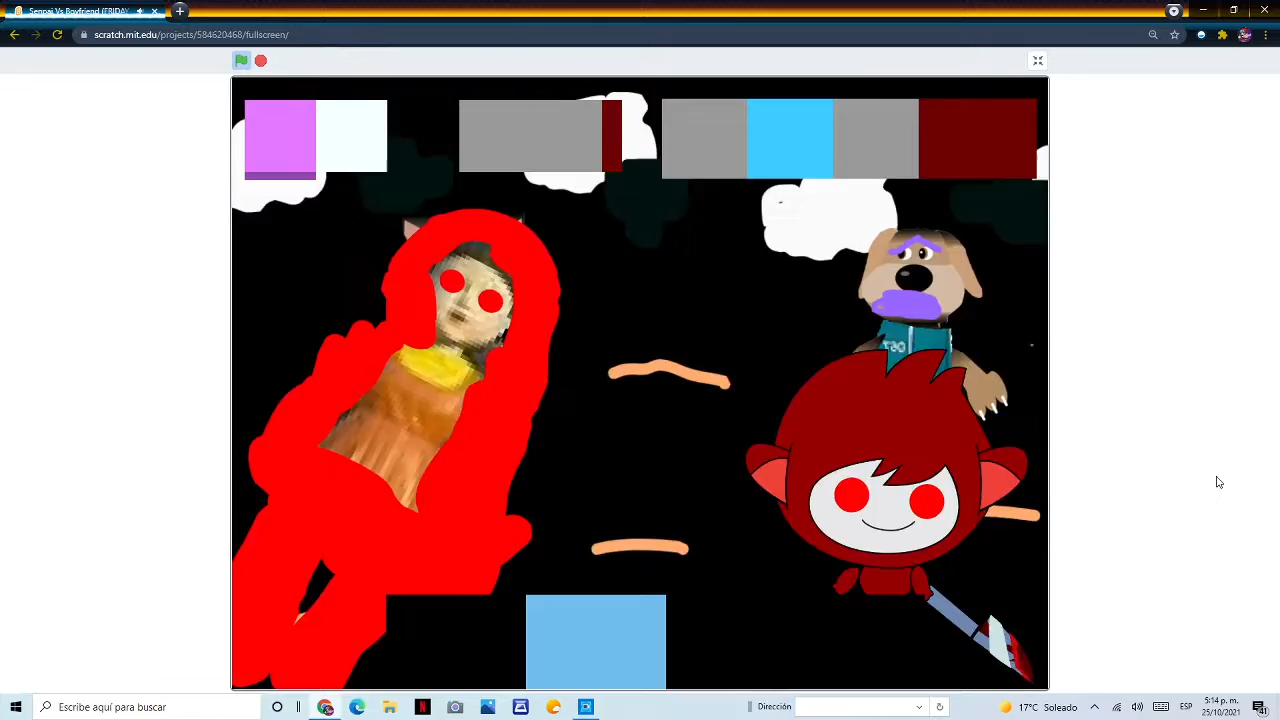 Senpai Vs Boyfriend (FRIDAY
scratch.mit.edu/projects/584620468/fullscreen/
Escribe aquí para buscar
Dirección
17°C Soleado
ESP
5:14 p. m.
25/10/2021